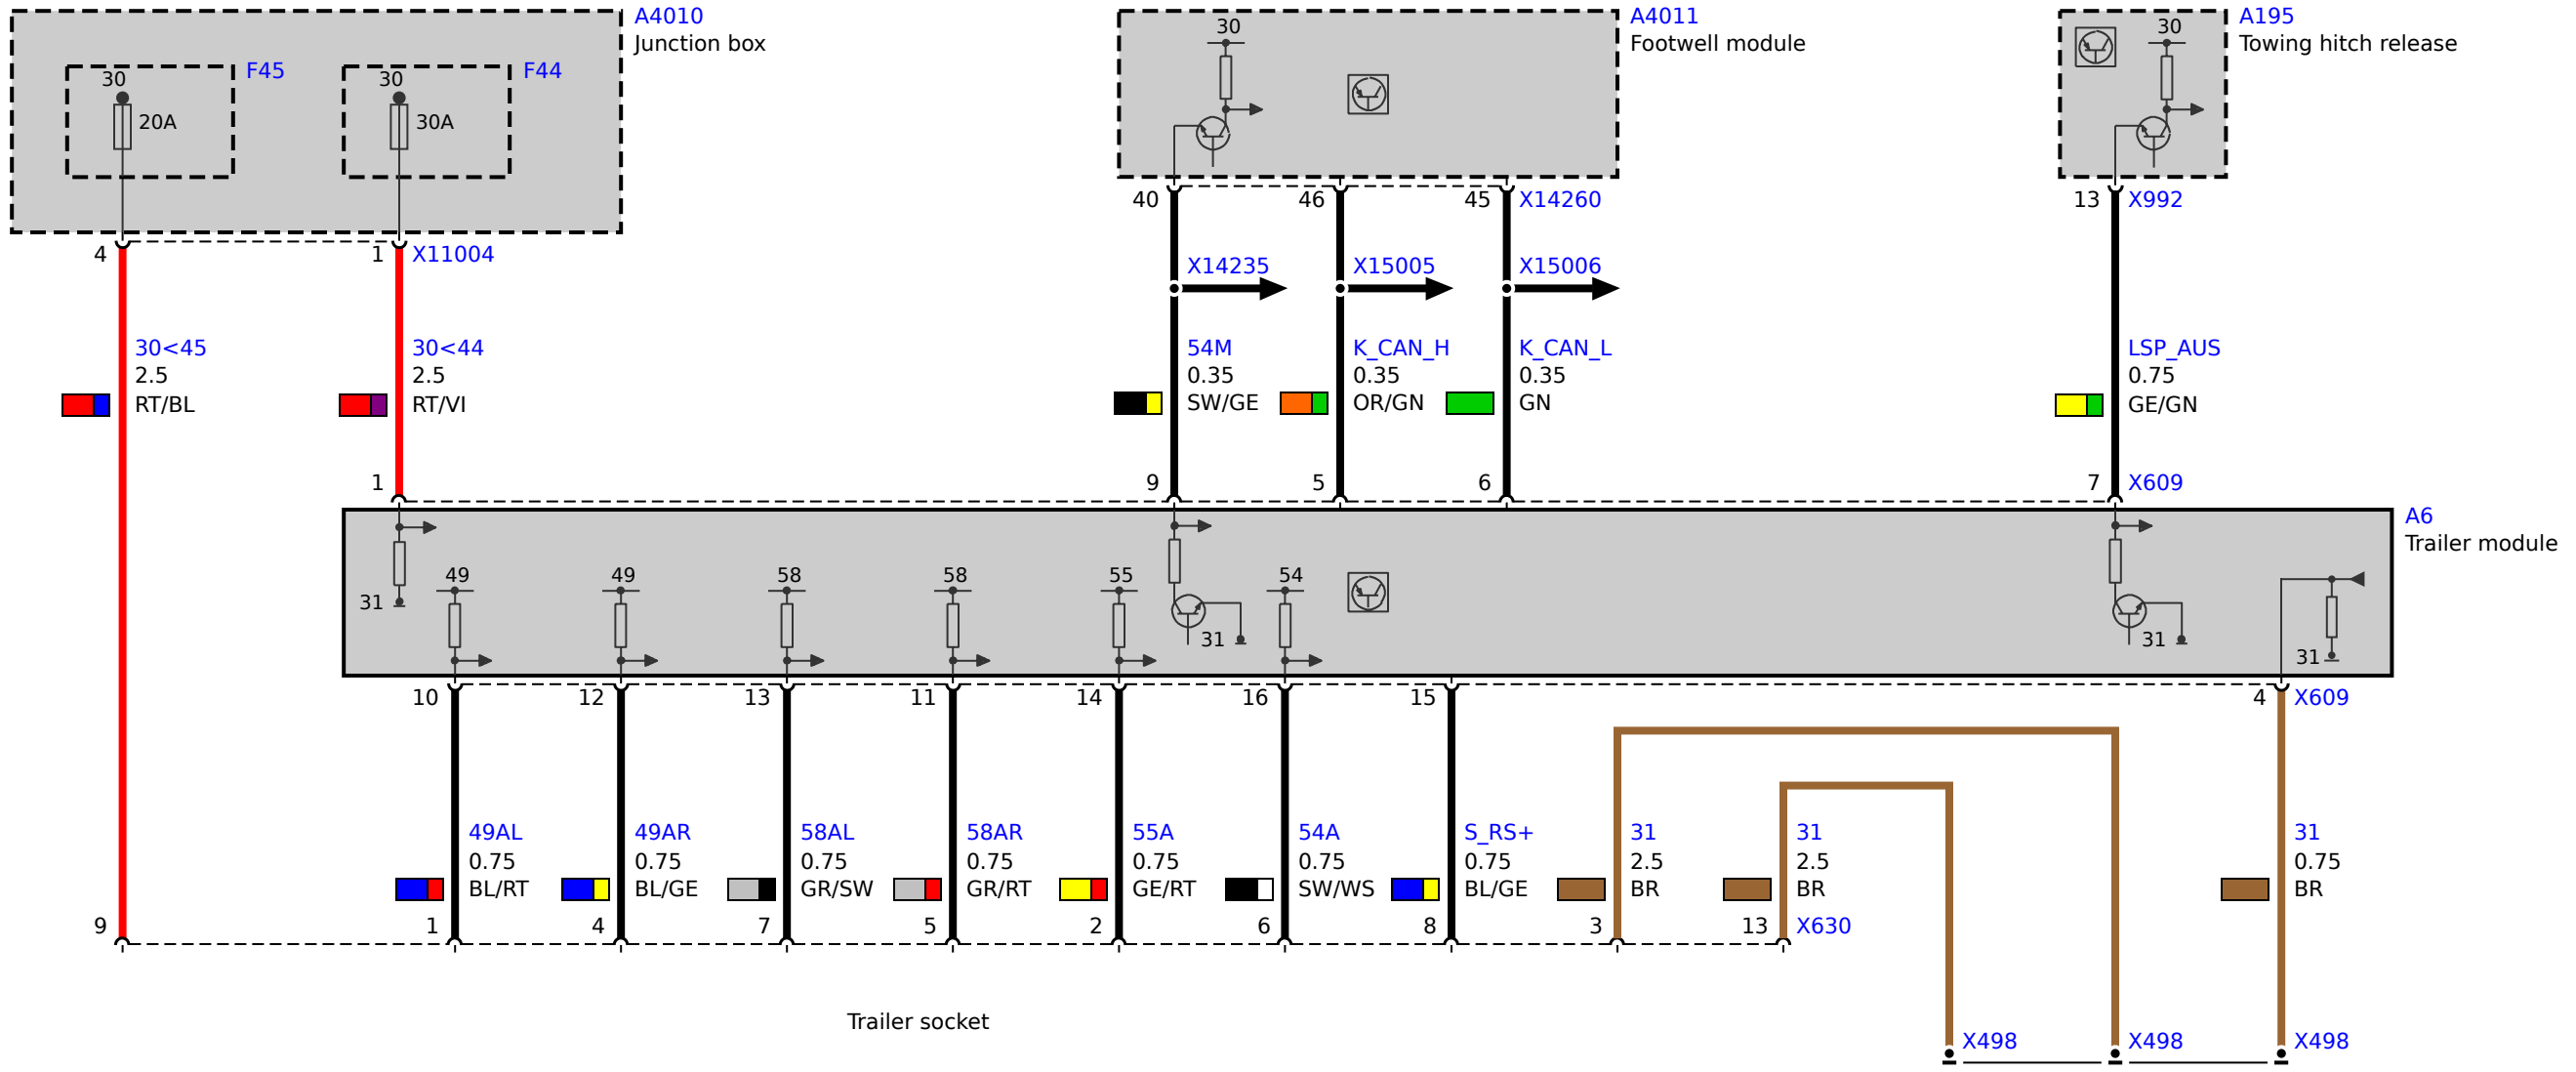 A4010
Junction box
30
F45
20A
30
F44
30A
A4011
Footwell module
30
A195
Towing hitch release
30
4
1
X11004
40
46
45
X14260
13
X992
X14235
X15005
X15006
30<45
2.5
RT/BL
30<44
2.5
RT/VI
54M
0.35
SW/GE
K_CAN_H
0.35
OR/GN
K_CAN_L
0.35
GN
LSP_AUS
0.75
GE/GN
1
9
5
6
7
X609
A6
Trailer module
31
49
49
58
58
55
31
54
31
31
10
12
13
11
14
16
15
4
X609
49AL
0.75
BL/RT
49AR
0.75
BL/GE
58AL
0.75
GR/SW
58AR
0.75
GR/RT
55A
0.75
GE/RT
54A
0.75
SW/WS
S_RS+
0.75
BL/GE
31
2.5
BR
31
2.5
BR
31
0.75
BR
9
1
4
7
5
2
6
8
3
13
X630
Trailer socket
X498
X498
X498